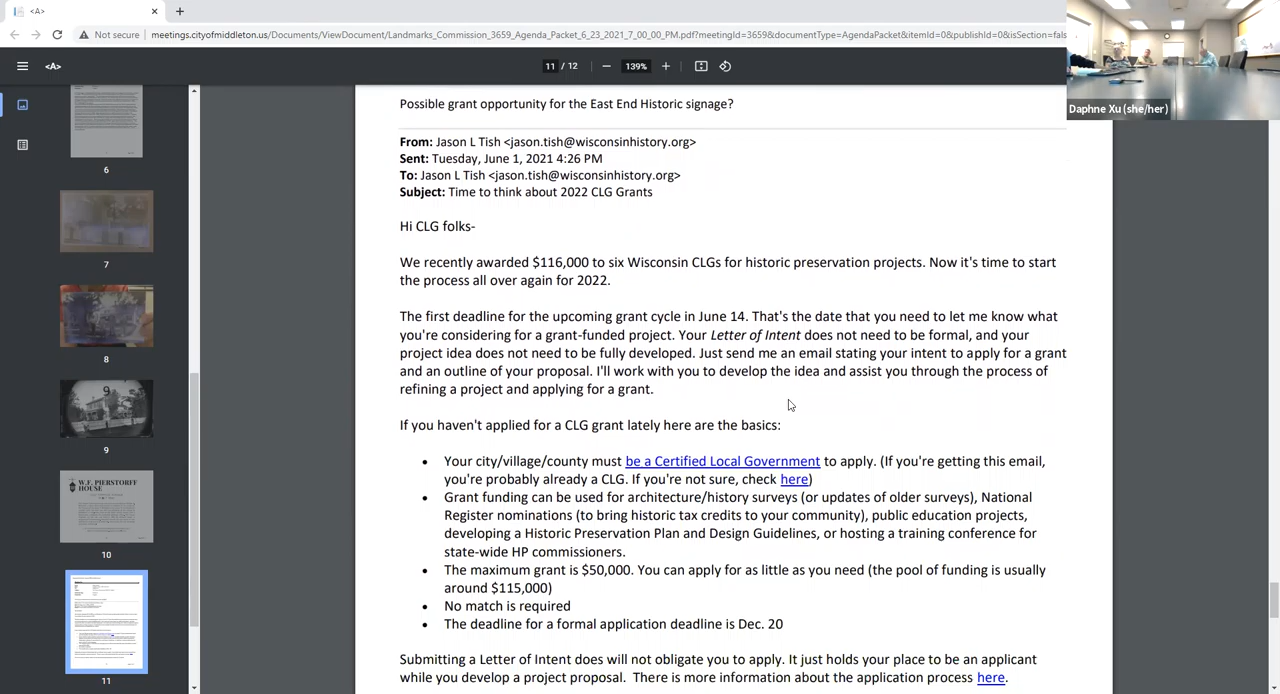 <A>
Not secure
meetings.cityofmiddleton.us/Documents/ViewDocument/Landmarks_Commission_3659_Agenda_Packet_6_23_2021_7_00_00_PM.pdf?meetingId=3659&documentType=AgendaPacket&itemId=0&publishId=0&isSection=fals
<A>
11 / 12
139%
Daphne Xu (she/her)
6
7
8
9
9
W.F. PIERSTORFF
HOUSE
10
11
Possible grant opportunity for the East End Historic signage?
From: Jason L Tish <jason.tish@wisconsinhistory.org>
Sent: Tuesday, June 1, 2021 4:26 PM
To: Jason L Tish <jason.tish@wisconsinhistory.org>
Subject: Time to think about 2022 CLG Grants
Hi CLG folks-
We recently awarded $116,000 to six Wisconsin CLGs for historic preservation projects. Now it's time to start
the process all over again for 2022.
The first deadline for the upcoming grant cycle in June 14. That's the date that you need to let me know what
you're considering for a grant-funded project. Your Letter of Intent does not need to be formal, and your
project idea does not need to be fully developed. Just send me an email stating your intent to apply for a grant
and an outline of your proposal. I'll work with you to develop the idea and assist you through the process of
refining a project and applying for a grant.
If you haven't applied for a CLG grant lately here are the basics:
• Your city/village/county must be a Certified Local Government to apply. (If you're getting this email,
you're probably already a CLG. If you're not sure, check here)
• Grant funding can be used for architecture/history surveys (or updates of older surveys), National
Register nominations (to bring historic tax credits to your community), public education projects,
developing a Historic Preservation Plan and Design Guidelines, or hosting a training conference for
state-wide HP commissioners.
• The maximum grant is $50,000. You can apply for as little as you need (the pool of funding is usually
around $115,000)
• No match is required
• The deadline for a formal application deadline is Dec. 20
Submitting a Letter of Intent does will not obligate you to apply. It just holds your place to be an applicant
while you develop a project proposal. There is more information about the application process here.